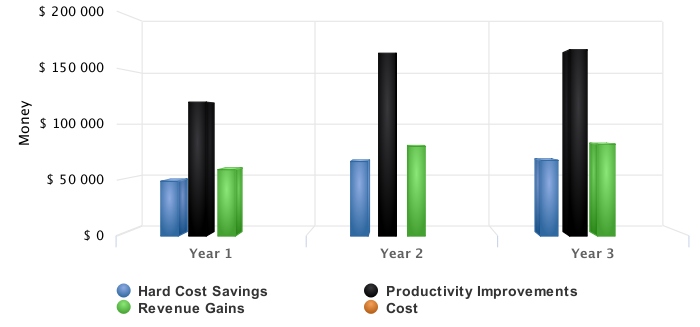 $ 200 000
$ 150 000
$ 100 000
$ 50 000
$ 0
Money
Year 1
Year 2
Year 3
Hard Cost Savings
Productivity Improvements
Revenue Gains
Cost